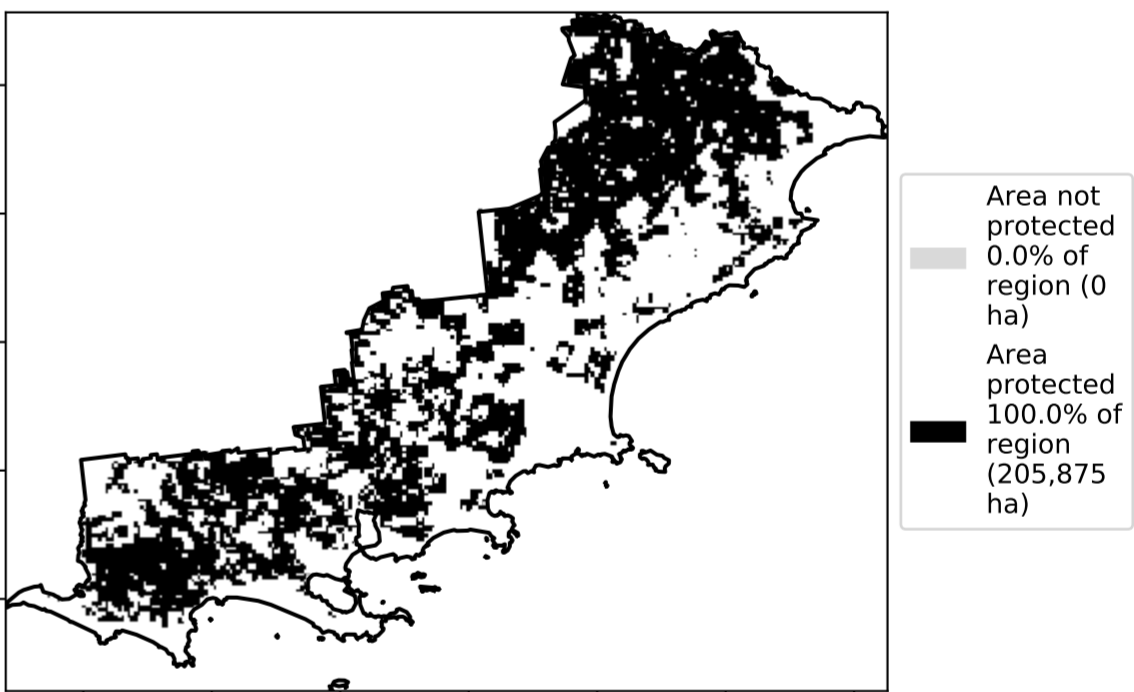 Area not
protected
0.0% of
region (0
ha)
Area
protected
100.0% of
region
(205,875
ha)